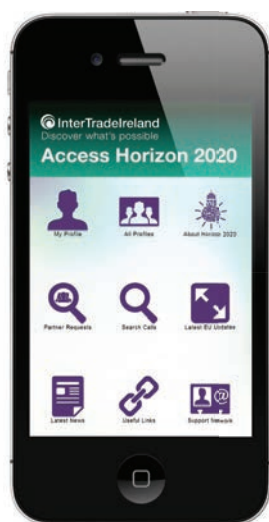 InterTradeIreland
Discover what's possible
Access Horizon 2020
My Profile
All Profiles
About Horizon 2020
Partner Requests
Search Calls
Latest EU Updates
Latest News
Useful Links
Support Network